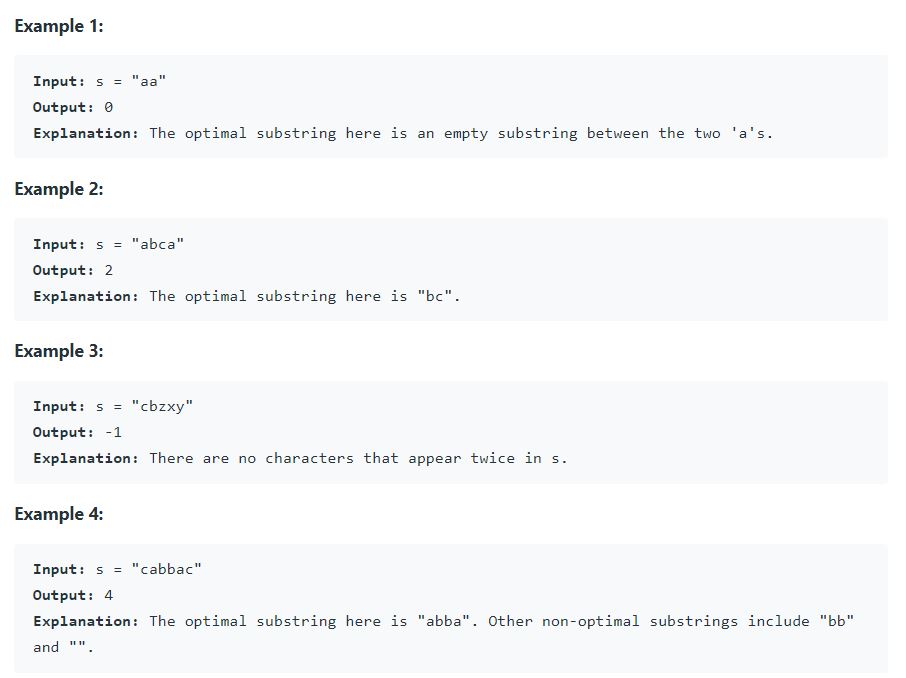 Example 1:
Input: s = "aa"
Output: 0
Explanation: The optimal substring here is an empty substring between the two 'a's.
Example 2:
Input: s = "abca"
Output: 2
Explanation: The optimal substring here is "bc".
Example 3:
Input: s = "cbzxy"
Output: -1
Explanation: There are no characters that appear twice in s.
Example 4:
Input: s = "cabbac"
Output: 4
Explanation: The optimal substring here is "abba". Other non-optimal substrings include "bb"
and "".